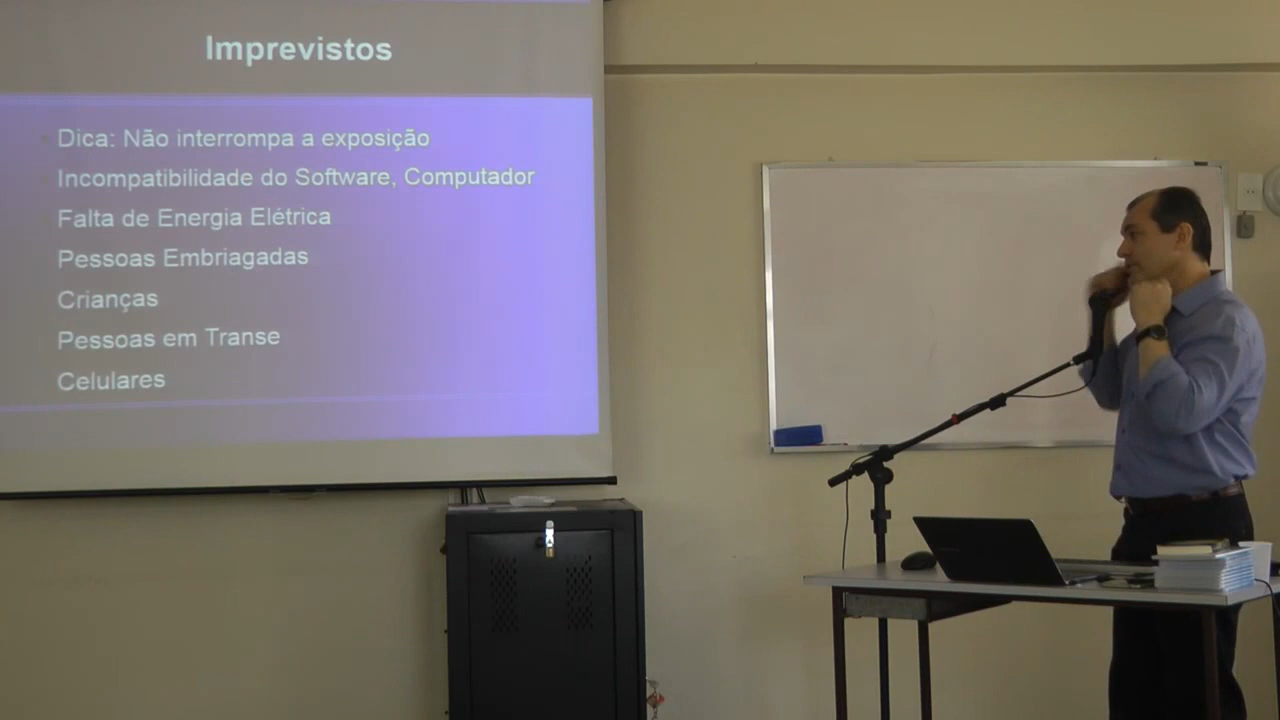 Imprevistos
Dica: Não interrompa a exposição
Incompatibilidade do Software, Computador
Falta de Energia Elétrica
Pessoas Embriagadas
Crianças
Pessoas em Transe
Celulares